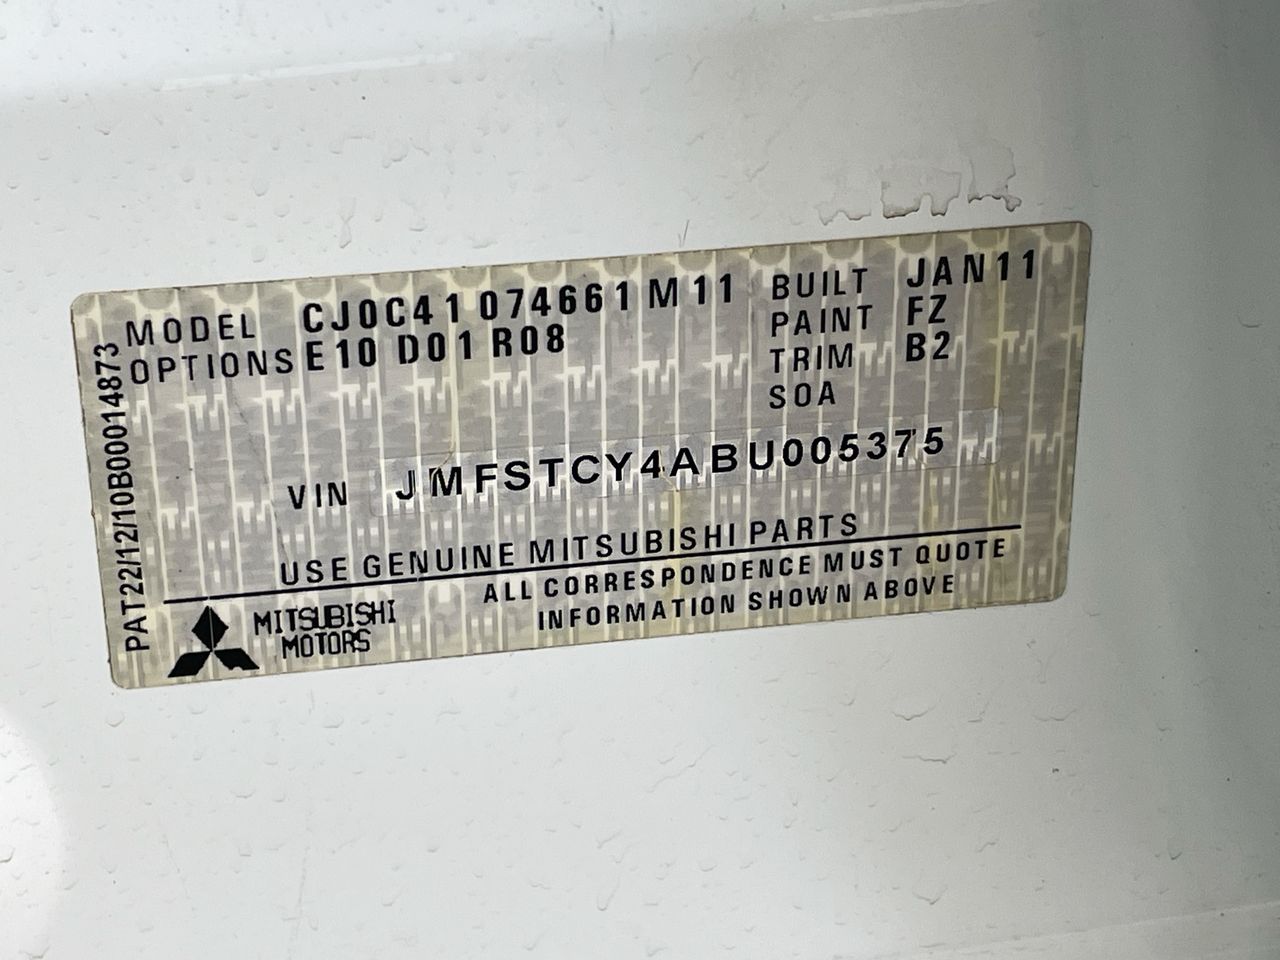 MODEL CJ0C41 074661 M11
OPTIONS E10 D01 R08
BUILT JAN11
PAINT FZ
TRIM B2
SOA
VIN JMFSTCY4ABU005375
USE GENUINE MITSUBISHI PARTS
MITSUBISHI
MOTORS
ALL CORRESPONDENCE MUST QUOTE
INFORMATION SHOWN ABOVE
PAT22/12/10B00014873